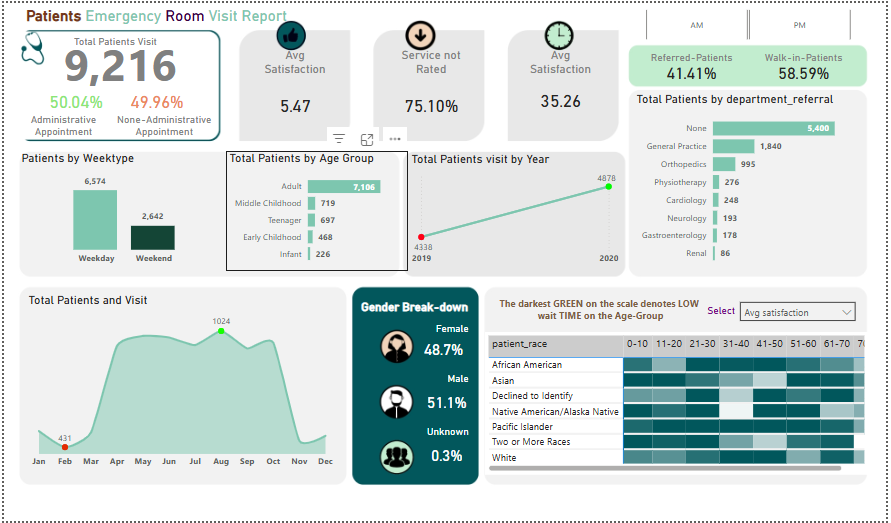 Patients Emergency Room Visit Report
AM
PM
Total Patients Visit
9,216
50.04%
49.96%
Administrative
Appointment
None-Administrative
Appointment
Avg
Satisfaction
5.47
Service not
Rated
75.10%
Avg
Satisfaction
35.26
Referred-Patients
Walk-in-Patients
41.41%
58.59%
Patients by Weektype
6,574
2,642
Weekday
Weekend
Total Patients by Age Group
Adult 7,106
Middle Childhood 719
Teenager 697
Early Childhood 468
Infant 226
Total Patients visit by Year
4878
4338
2019
2020
Total Patients by department_referral
None 5,400
General Practice 1,840
Orthopedics 995
Physiotherapy 276
Cardiology 248
Neurology 193
Gastroenterology 178
Renal 86
Total Patients and Visit
1024
431
Jan Feb Mar Apr May Jun Jul Aug Sep Oct Nov Dec
Gender Break-down
Female
48.7%
Male
51.1%
Unknown
0.3%
The darkest GREEN on the scale denotes LOW
wait TIME on the Age-Group
Select
Avg satisfaction
patient_race 0-10 11-20 21-30 31-40 41-50 51-60 61-70
African American
Asian
Declined to Identify
Native American/Alaska Native
Pacific Islander
Two or More Races
White